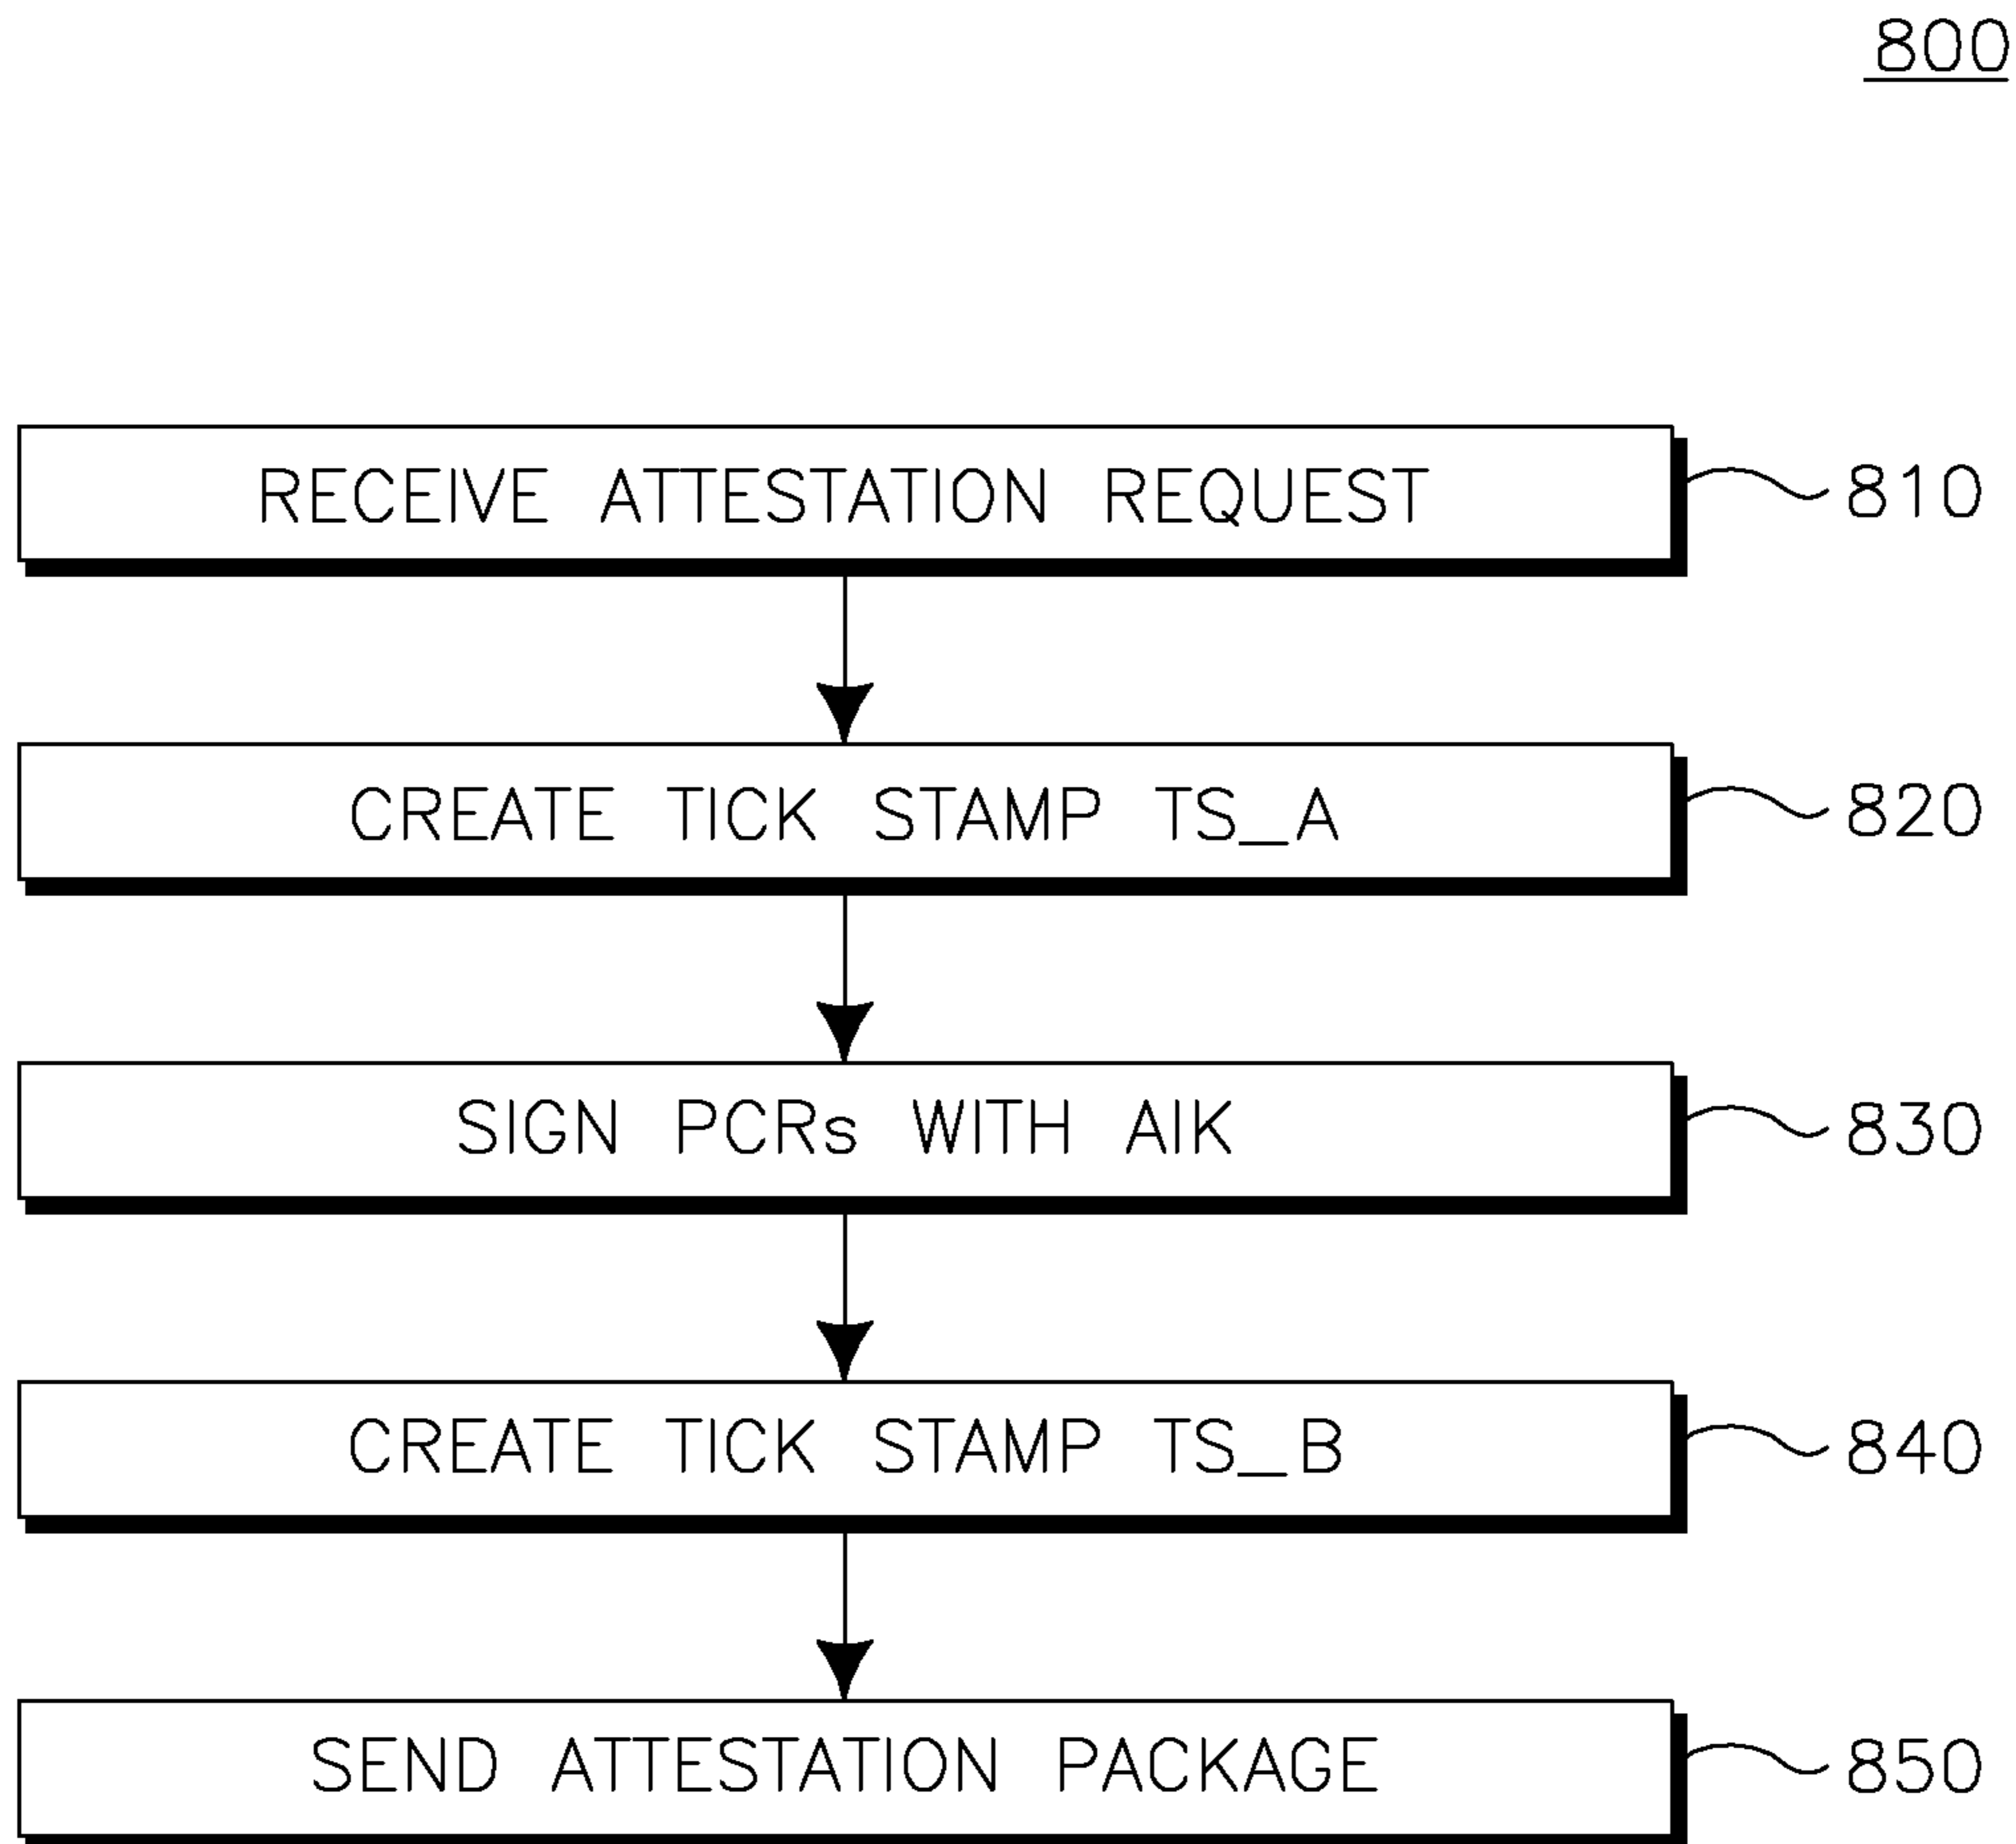 800
RECEIVE ATTESTATION REQUEST 810
CREATE TICK STAMP TS_A 820
SIGN PCRs WITH AIK 830
CREATE TICK STAMP TS_B 840
SEND ATTESTATION PACKAGE 850